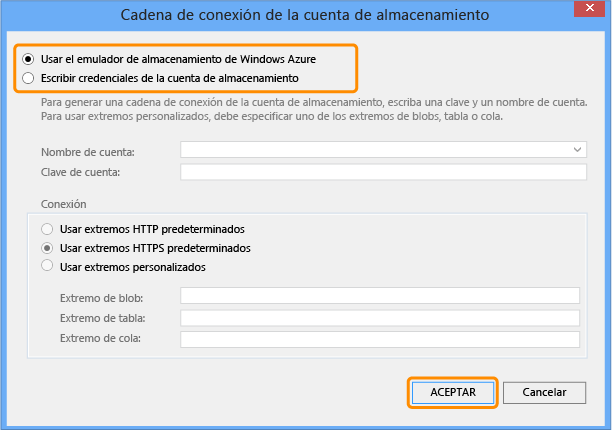 Cadena de conexión de la cuenta de almacenamiento
Usar el emulador de almacenamiento de Windows Azure
Escribir credenciales de la cuenta de almacenamiento
Para generar una cadena de conexión de la cuenta de almacenamiento, escriba una clave y un nombre de cuenta.
Para usar extremos personalizados, debe especificar uno de los extremos de blobs, tabla o cola.
Nombre de cuenta:
Clave de cuenta:
Conexión
Usar extremos HTTP predeterminados
Usar extremos HTTPS predeterminados
Usar extremos personalizados
Extremo de blob:
Extremo de tabla:
Extremo de cola:
ACEPTAR Cancelar